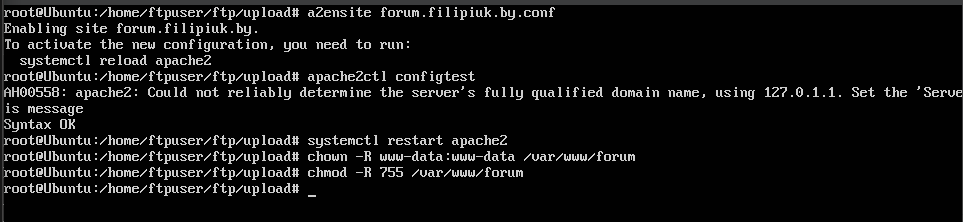 root@Ubuntu:/home/ftpuser/ftp/upload# a2ensite forum.filipiuk.by.conf
Enabling site forum.filipiuk.by.
To activate the new configuration, you need to run:
  systemctl reload apache2
root@Ubuntu:/home/ftpuser/ftp/upload# apache2ctl configtest
AH00558: apache2: Could not reliably determine the server's fully qualified domain name, using 127.0.1.1. Set the 'Serve
is message
Syntax OK
root@Ubuntu:/home/ftpuser/ftp/upload# systemctl restart apache2
root@Ubuntu:/home/ftpuser/ftp/upload# chown -R www-data:www-data /var/www/forum
root@Ubuntu:/home/ftpuser/ftp/upload# chmod -R 755 /var/www/forum
root@Ubuntu:/home/ftpuser/ftp/upload# _